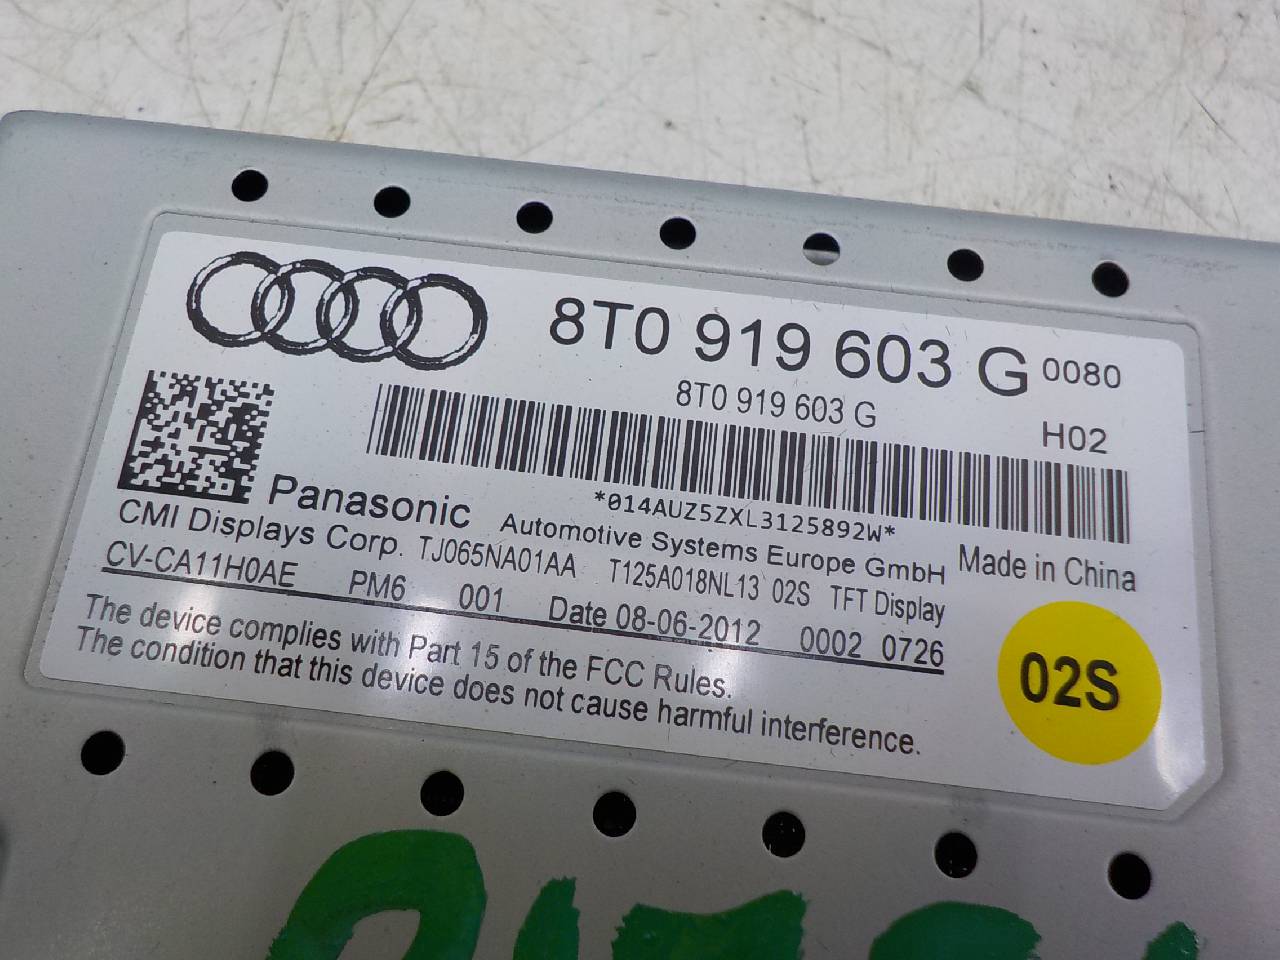 8T0 919 603 G 0080
8T0 919 603 G
H02
*014AUZ5ZXL3125892W*
Panasonic Automotive Systems Europe GmbH Made in China
CMI Displays Corp. TJ065NA01AA T125A018NL13 02S TFT Display
CV-CA11H0AE PM6 001 Date 08-06-2012 0002 0726
The device complies with Part 15 of the FCC Rules.
The condition that this device does not cause harmful interference.
02S